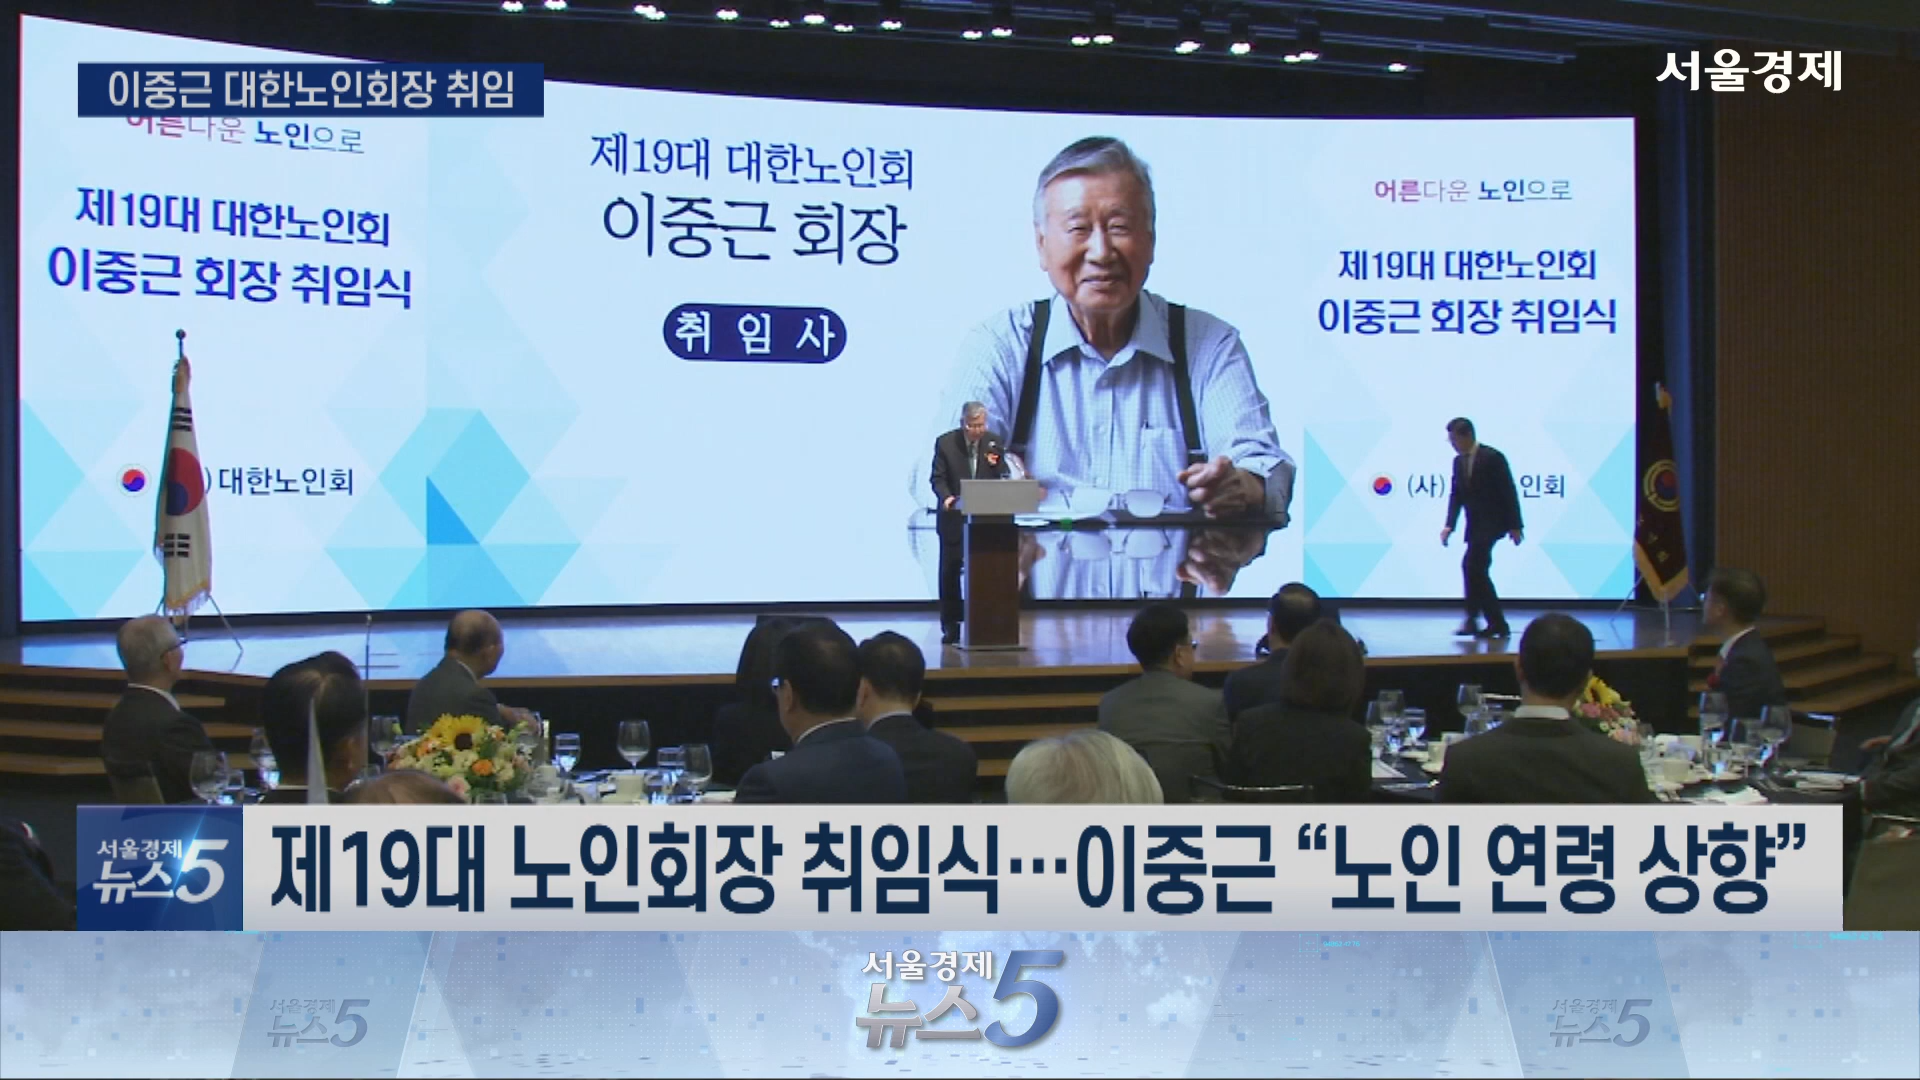 이중근 대한노인회장 취임
서울경제
어른다운 노인으로
제19대 대한노인회
이중근 회장 취임식
대한노인회
제19대 대한노인회
이중근 회장
취임사
어른다운 노인으로
제19대 대한노인회
이중근 회장 취임식
(사)
인회
서울경제
뉴스5
제19대 노인회장 취임식…이중근 “노인 연령 상향”
서울경제
뉴스5
서울경제
뉴스5
서울경제
뉴스5